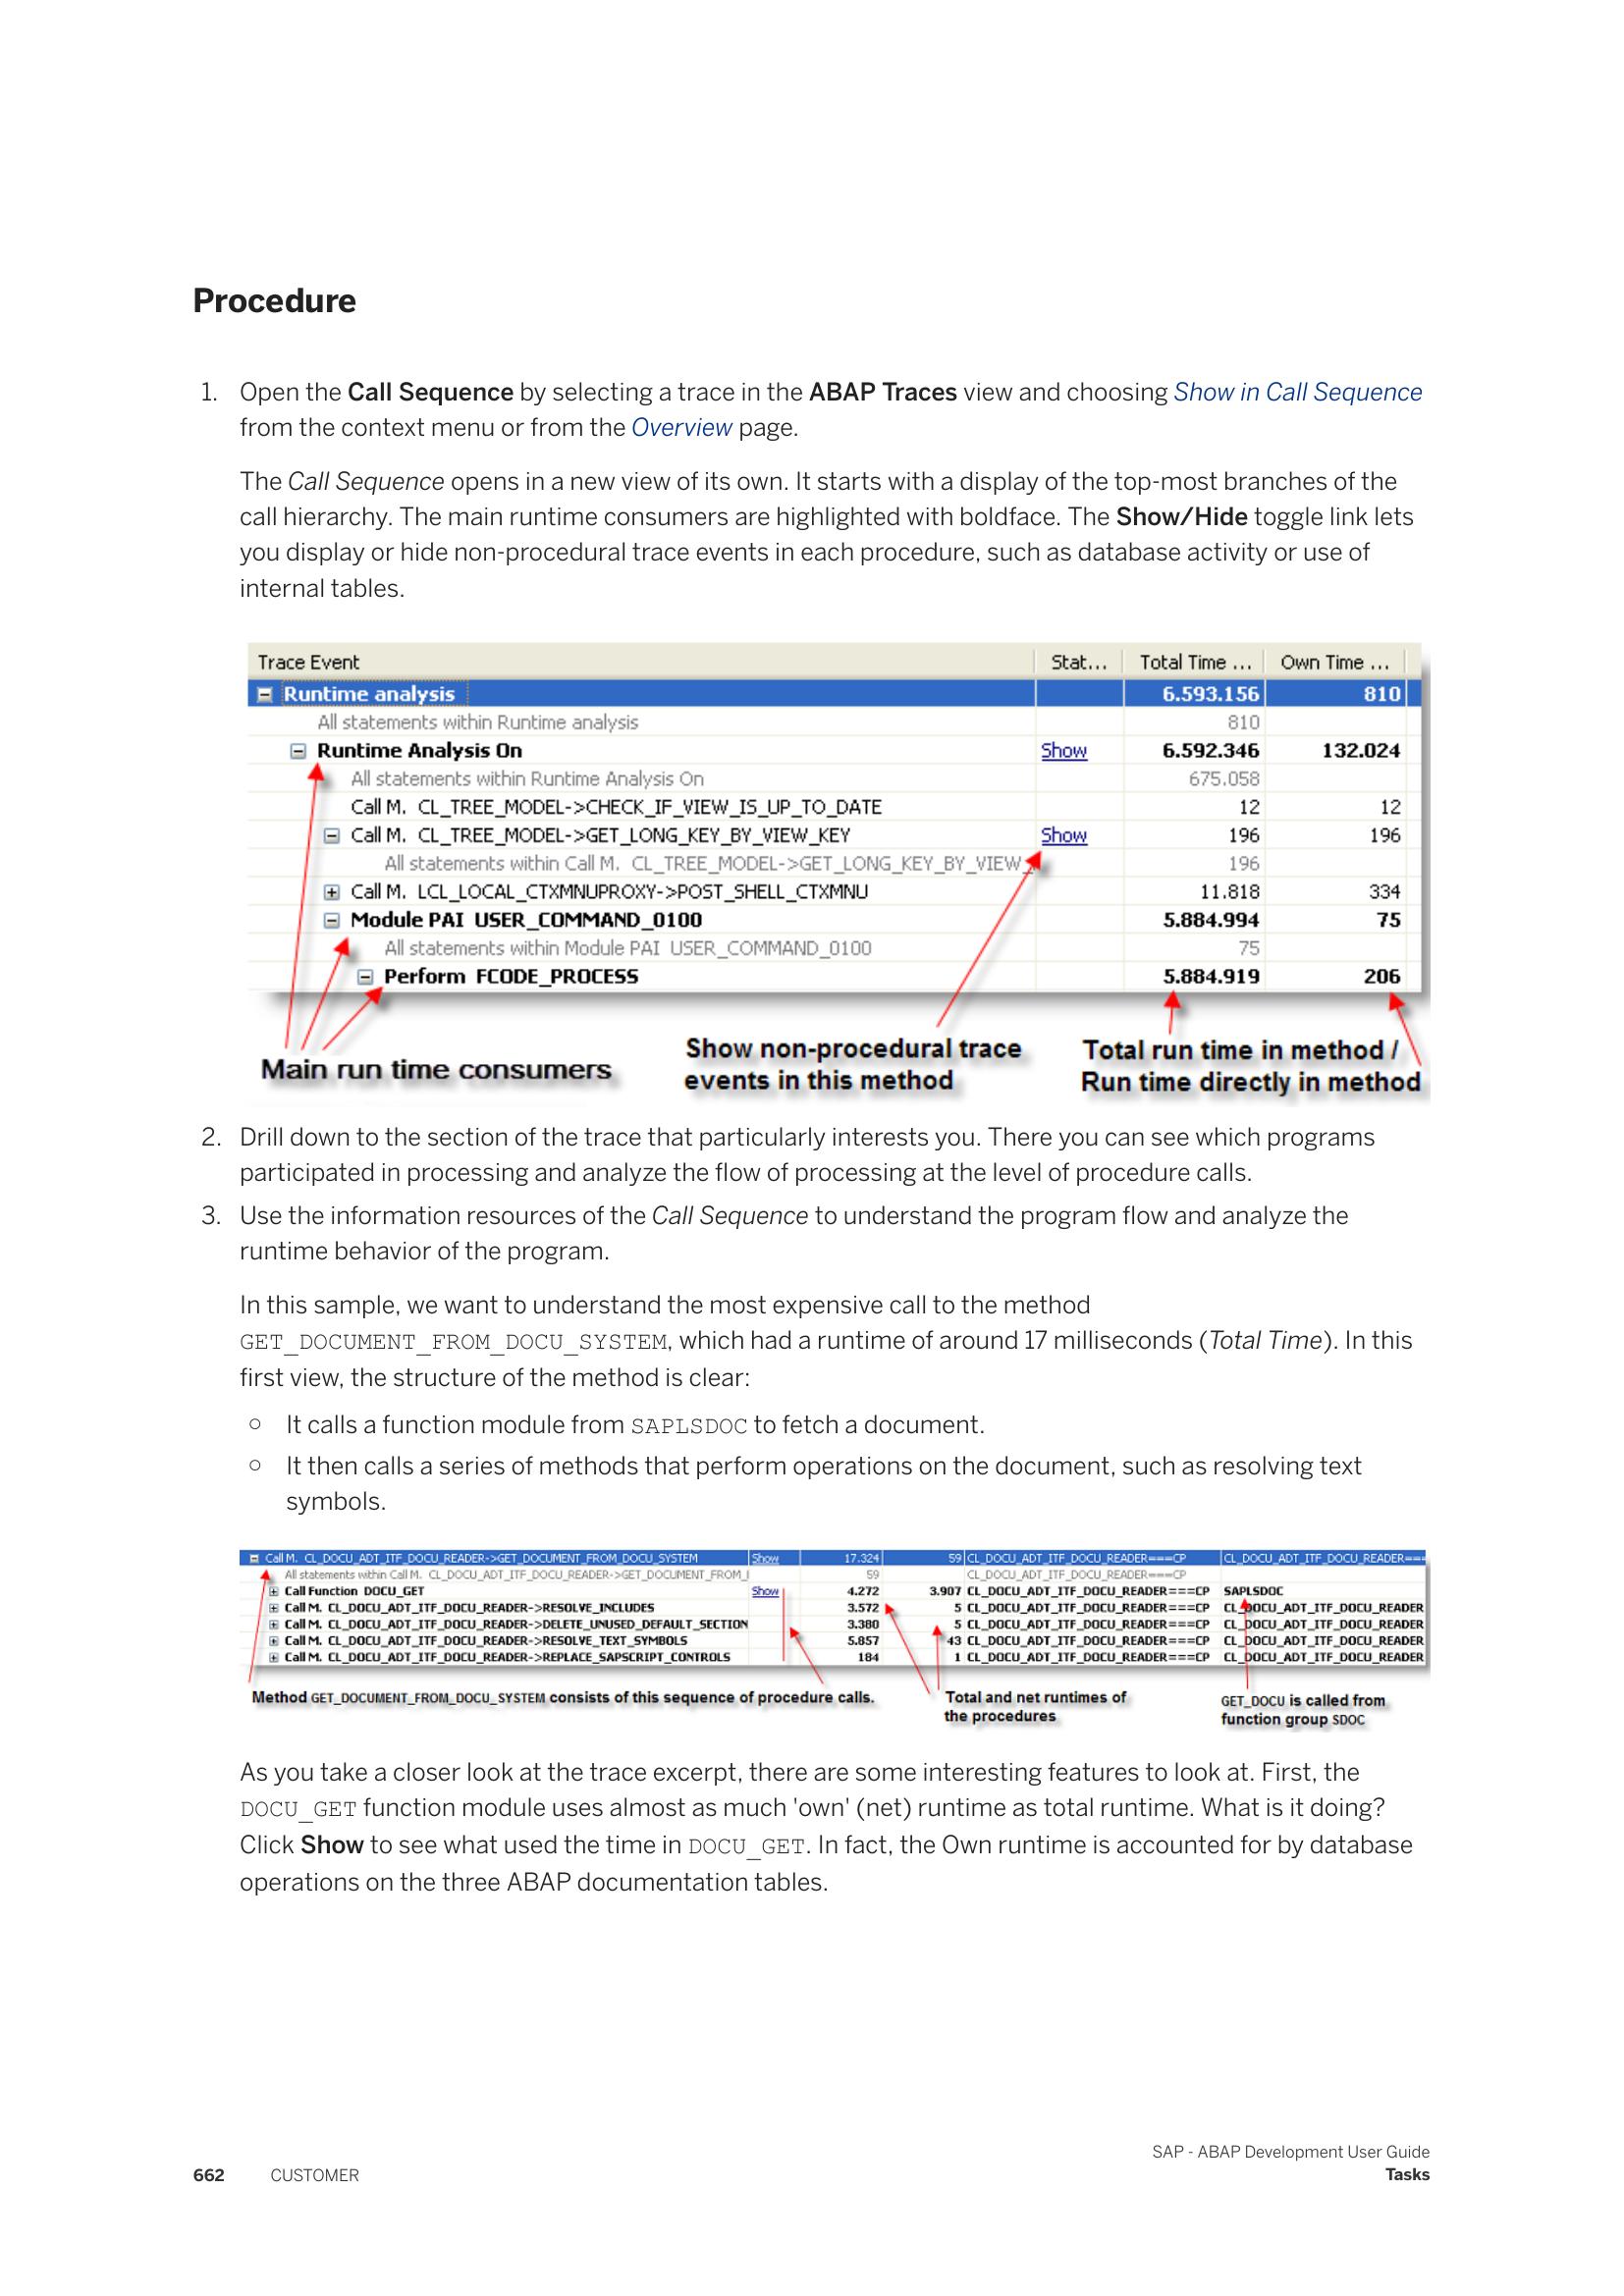 Procedure
1. Open the Call Sequence by selecting a trace in the ABAP Traces view and choosing Show in Call Sequence
from the context menu or from the Overview page.
The Call Sequence opens in a new view of its own. It starts with a display of the top-most branches of the
call hierarchy. The main runtime consumers are highlighted with boldface. The Show/Hide toggle link lets
you display or hide non-procedural trace events in each procedure, such as database activity or use of
internal tables.
Trace Event Stat... Total Time ... Own Time ...
Runtime analysis 6.593.156 810
All statements within Runtime analysis 810
Runtime Analysis On Show 6.592.346 132.024
All statements within Runtime Analysis On 675.058
Call M. CL_TREE_MODEL->CHECK_IF_VIEW_IS_UP_TO_DATE 12 12
Call M. CL_TREE_MODEL->GET_LONG_KEY_BY_VIEW_KEY Show 196 196
All statements within Call M. CL_TREE_MODEL->GET_LONG_KEY_BY_VIEW_ 196
Call M. LCL_LOCAL_CTXMNUPROXY->POST_SHELL_CTXMNU 11.818 334
Module PAI USER_COMMAND_0100 5.884.994 75
All statements within Module PAI USER_COMMAND_0100 75
Perform FCODE_PROCESS 5.884.919 206
Main run time consumers
Show non-procedural trace
events in this method
Total run time in method /
Run time directly in method
2. Drill down to the section of the trace that particularly interests you. There you can see which programs
participated in processing and analyze the flow of processing at the level of procedure calls.
3. Use the information resources of the Call Sequence to understand the program flow and analyze the
runtime behavior of the program.
In this sample, we want to understand the most expensive call to the method
GET_DOCUMENT_FROM_DOCU_SYSTEM, which had a runtime of around 17 milliseconds (Total Time). In this
first view, the structure of the method is clear:
○ It calls a function module from SAPLSDOC to fetch a document.
○ It then calls a series of methods that perform operations on the document, such as resolving text
symbols.
Call M. CL_DOCU_ADT_ITF_DOCU_READER->GET_DOCUMENT_FROM_DOCU_SYSTEM Show 17.324 59 CL_DOCU_ADT_ITF_DOCU_READER===CP CL_DOCU_ADT_ITF_DOCU_READER===
All statements within Call M. CL_DOCU_ADT_ITF_DOCU_READER->GET_DOCUMENT_FROM_I 59 CL_DOCU_ADT_ITF_DOCU_READER===CP
Call Function DOCU_GET Show 4.272 3.907 CL_DOCU_ADT_ITF_DOCU_READER===CP SAPLSDOC
Call M. CL_DOCU_ADT_ITF_DOCU_READER->RESOLVE_INCLUDES 3.572 5 CL_DOCU_ADT_ITF_DOCU_READER===CP CL_DOCU_ADT_ITF_DOCU_READER
Call M. CL_DOCU_ADT_ITF_DOCU_READER->DELETE_UNUSED_DEFAULT_SECTION 3.380 5 CL_DOCU_ADT_ITF_DOCU_READER===CP CL_DOCU_ADT_ITF_DOCU_READER
Call M. CL_DOCU_ADT_ITF_DOCU_READER->RESOLVE_TEXT_SYMBOLS 5.857 43 CL_DOCU_ADT_ITF_DOCU_READER===CP CL_DOCU_ADT_ITF_DOCU_READER
Call M. CL_DOCU_ADT_ITF_DOCU_READER->REPLACE_SAPSCRIPT_CONTROLS 184 1 CL_DOCU_ADT_ITF_DOCU_READER===CP CL_DOCU_ADT_ITF_DOCU_READER
Method GET_DOCUMENT_FROM_DOCU_SYSTEM consists of this sequence of procedure calls.
Total and net runtimes of
the procedures
GET_DOCU is called from
function group SDOC
As you take a closer look at the trace excerpt, there are some interesting features to look at. First, the
DOCU_GET function module uses almost as much 'own' (net) runtime as total runtime. What is it doing?
Click Show to see what used the time in DOCU_GET. In fact, the Own runtime is accounted for by database
operations on the three ABAP documentation tables.
SAP - ABAP Development User Guide
662 CUSTOMER Tasks